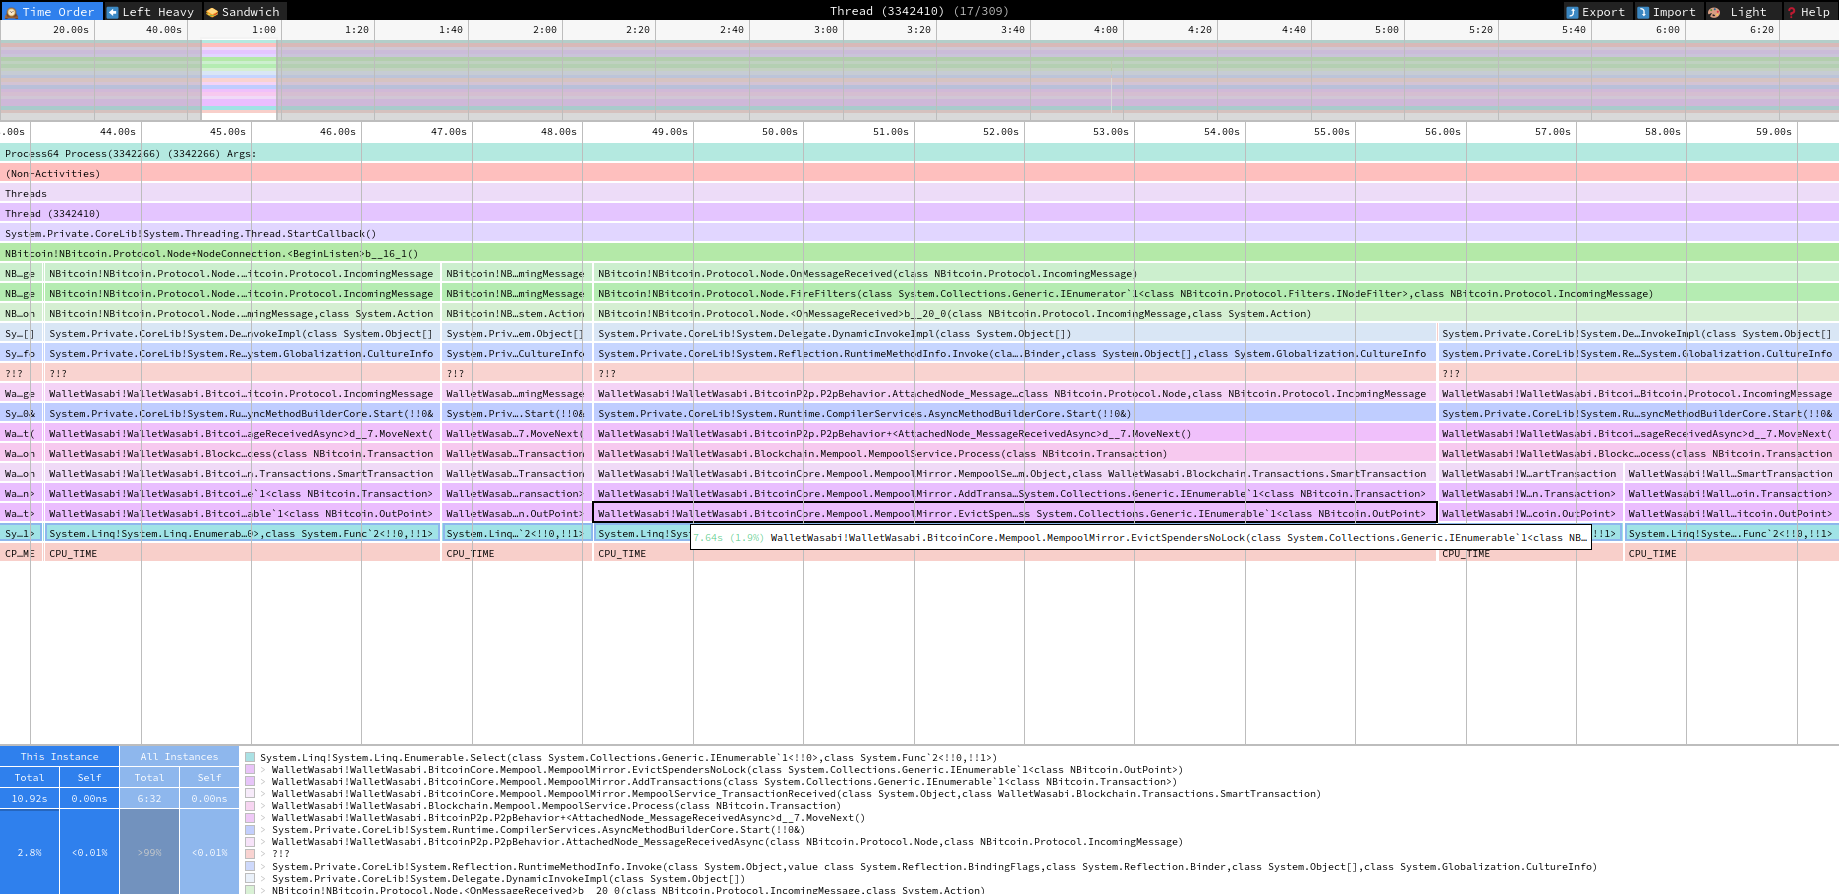 Time Order Left Heavy Sandwich Thread (3342410) (17/309) Export Import Light Help
20.00s 40.00s 1:00 1:20 1:40 2:00 2:20 2:40 3:00 3:20 3:40 4:00 4:20 4:40 5:00 5:20 5:40 6:00 6:20
.00s 44.00s 45.00s 46.00s 47.00s 48.00s 49.00s 50.00s 51.00s 52.00s 53.00s 54.00s 55.00s 56.00s 57.00s 58.00s 59.00s
Process64 Process(3342266) (3342266) Args:
(Non-Activities)
Threads
Thread (3342410)
System.Private.CoreLib!System.Threading.Thread.StartCallback()
NBitcoin!NBitcoin.Protocol.Node+NodeConnection.<BeginListen>b__16_1()
NB…ge NBitcoin!NBitcoin.Protocol.Node.…itcoin.Protocol.IncomingMessage NBitcoin!NB…mingMessage NBitcoin!NBitcoin.Protocol.Node.OnMessageReceived(class NBitcoin.Protocol.IncomingMessage)
NB…ge NBitcoin!NBitcoin.Protocol.Node.…itcoin.Protocol.IncomingMessage NBitcoin!NB…mingMessage NBitcoin!NBitcoin.Protocol.Node.FireFilters(class System.Collections.Generic.IEnumerator`1<class NBitcoin.Protocol.Filters.INodeFilter>,class NBitcoin.Protocol.IncomingMessage)
NB…on NBitcoin!NBitcoin.Protocol.Node.…mingMessage,class System.Action NBitcoin!NBitcoin…stem.Action NBitcoin!NBitcoin.Protocol.Node.<OnMessageReceived>b__20_0(class NBitcoin.Protocol.IncomingMessage,class System.Action)
Sy…[] System.Private.CoreLib!System.De…nvokeImpl(class System.Object[] System.Priv…em.Object[] System.Private.CoreLib!System.Delegate.DynamicInvokeImpl(class System.Object[]) System.Private.CoreLib!System.De…InvokeImpl(class System.Object[]
Sy…fo System.Private.CoreLib!System.Re…ystem.Globalization.CultureInfo System.Priv…CultureInfo System.Private.CoreLib!System.Reflection.RuntimeMethodInfo.Invoke(cla….Binder,class System.Object[],class System.Globalization.CultureInfo System.Private.CoreLib!System.Re…System.Globalization.CultureInfo
?!? ?!? ?!? ?!? ?!?
Wa…ge WalletWasabi!WalletWasabi.Bitcoi…itcoin.Protocol.IncomingMessage WalletWasab…mingMessage WalletWasabi!WalletWasabi.BitcoinP2p.P2pBehavior.AttachedNode_Message…class NBitcoin.Protocol.Node,class NBitcoin.Protocol.IncomingMessage WalletWasabi!WalletWasabi.Bitcoi…Bitcoin.Protocol.IncomingMessage
Sy…0& System.Private.CoreLib!System.Ru…yncMethodBuilderCore.Start(!!0& System.Priv….Start(!!0& System.Private.CoreLib!System.Runtime.CompilerServices.AsyncMethodBuilderCore.Start(!!0&) System.Private.CoreLib!System.Ru…syncMethodBuilderCore.Start(!!0&
Wa…t( WalletWasabi!WalletWasabi.Bitcoi…ageReceivedAsync>d__7.MoveNext( WalletWasab…7.MoveNext( WalletWasabi!WalletWasabi.BitcoinP2p.P2pBehavior+<AttachedNode_MessageReceivedAsync>d__7.MoveNext() WalletWasabi!WalletWasabi.Bitcoi…sageReceivedAsync>d__7.MoveNext(
Wa…on WalletWasabi!WalletWasabi.Blockc…cess(class NBitcoin.Transaction WalletWasab…Transaction WalletWasabi!WalletWasabi.Blockchain.Mempool.MempoolService.Process(class NBitcoin.Transaction) WalletWasabi!WalletWasabi.Blockc…ocess(class NBitcoin.Transaction
Wa…on WalletWasabi!WalletWasabi.Bitcoi…n.Transactions.SmartTransaction WalletWasab…Transaction WalletWasabi!WalletWasabi.BitcoinCore.Mempool.MempoolMirror.MempoolSe…m.Object,class WalletWasabi.Blockchain.Transactions.SmartTransaction WalletWasabi!W…artTransaction WalletWasabi!Wall…SmartTransaction
Wa…n> WalletWasabi!WalletWasabi.Bitcoi…e`1<class NBitcoin.Transaction> WalletWasab…ransaction> WalletWasabi!WalletWasabi.BitcoinCore.Mempool.MempoolMirror.AddTransa…System.Collections.Generic.IEnumerable`1<class NBitcoin.Transaction> WalletWasabi!W…n.Transaction> WalletWasabi!Wall…oin.Transaction>
Wa…t> WalletWasabi!WalletWasabi.Bitcoi…able`1<class NBitcoin.OutPoint> WalletWasab…n.OutPoint> WalletWasabi!WalletWasabi.BitcoinCore.Mempool.MempoolMirror.EvictSpen…ss System.Collections.Generic.IEnumerable`1<class NBitcoin.OutPoint> WalletWasabi!W…coin.OutPoint> WalletWasabi!Wall…itcoin.OutPoint>
Sy…1> System.Linq!System.Linq.Enumerab…0>,class System.Func`2<!!0,!!1> System.Linq…`2<!!0,!!1> System.Linq!Sys !!1> System.Linq!Syste….Func`2<!!0,!!1>
7.64s (1.9%) WalletWasabi!WalletWasabi.BitcoinCore.Mempool.MempoolMirror.EvictSpendersNoLock(class System.Collections.Generic.IEnumerable`1<class NB…
CP…ME CPU_TIME CPU_TIME CPU_TIME CPU_TIME CPU_TIME
This Instance All Instances
Total Self Total Self
10.92s 0.00ns 6:32 0.00ns
2.8% <0.01% >99% <0.01%
System.Linq!System.Linq.Enumerable.Select(class System.Collections.Generic.IEnumerable`1<!!0>,class System.Func`2<!!0,!!1>)
> WalletWasabi!WalletWasabi.BitcoinCore.Mempool.MempoolMirror.EvictSpendersNoLock(class System.Collections.Generic.IEnumerable`1<class NBitcoin.OutPoint>)
> WalletWasabi!WalletWasabi.BitcoinCore.Mempool.MempoolMirror.AddTransactions(class System.Collections.Generic.IEnumerable`1<class NBitcoin.Transaction>)
> WalletWasabi!WalletWasabi.BitcoinCore.Mempool.MempoolMirror.MempoolService_TransactionReceived(class System.Object,class WalletWasabi.Blockchain.Transactions.SmartTransaction)
> WalletWasabi!WalletWasabi.Blockchain.Mempool.MempoolService.Process(class NBitcoin.Transaction)
> WalletWasabi!WalletWasabi.BitcoinP2p.P2pBehavior+<AttachedNode_MessageReceivedAsync>d__7.MoveNext()
> System.Private.CoreLib!System.Runtime.CompilerServices.AsyncMethodBuilderCore.Start(!!0&)
> WalletWasabi!WalletWasabi.BitcoinP2p.P2pBehavior.AttachedNode_MessageReceivedAsync(class NBitcoin.Protocol.Node,class NBitcoin.Protocol.IncomingMessage)
> ?!?
> System.Private.CoreLib!System.Reflection.RuntimeMethodInfo.Invoke(class System.Object,value class System.Reflection.BindingFlags,class System.Reflection.Binder,class System.Object[],class System.Globalization.CultureInfo)
> System.Private.CoreLib!System.Delegate.DynamicInvokeImpl(class System.Object[])
> NBitcoin!NBitcoin.Protocol.Node.<OnMessageReceived>b__20_0(class NBitcoin.Protocol.IncomingMessage,class System.Action)